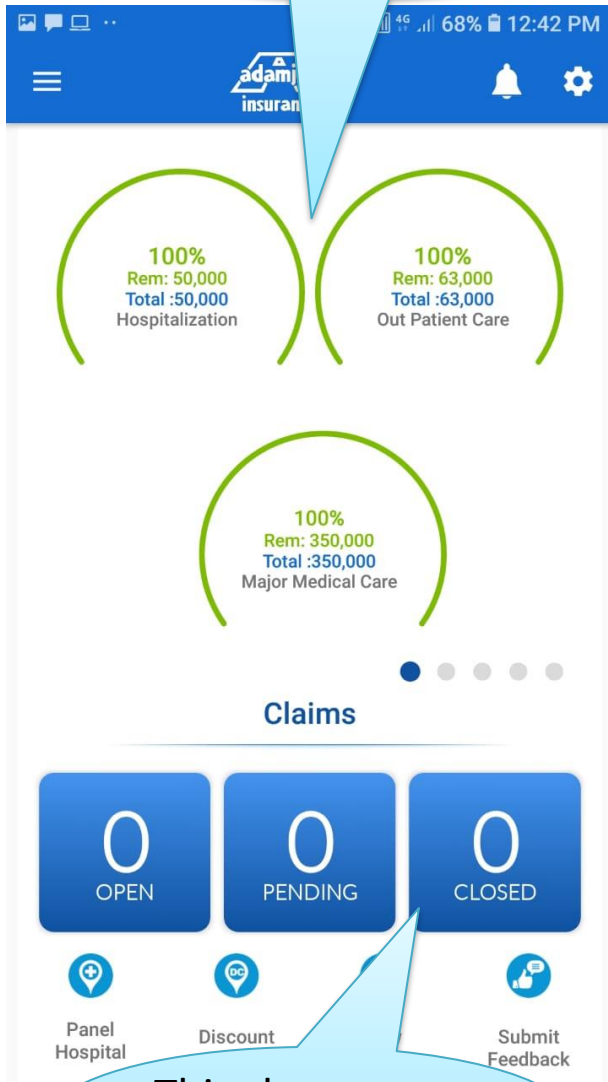 4G 68% 12:42 PM
100%
Rem: 50,000
Total :50,000
Hospitalization
100%
Rem: 63,000
Total :63,000
Out Patient Care
100%
Rem: 350,000
Total :350,000
Major Medical Care
Claims
0
OPEN
0
PENDING
0
CLOSED
Panel
Hospital
DC
Discount
Submit
Feedback